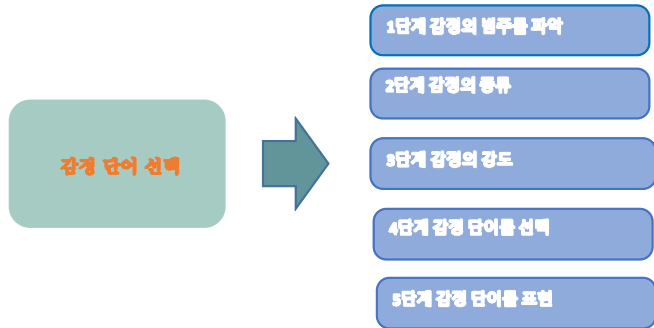 감정 단어 선택
1단계 감정의 범주를 파악
2단계 감정의 종류
3단계 감정의 강도
4단계 감정 단어를 선택
5단계 감정 단어를 표현